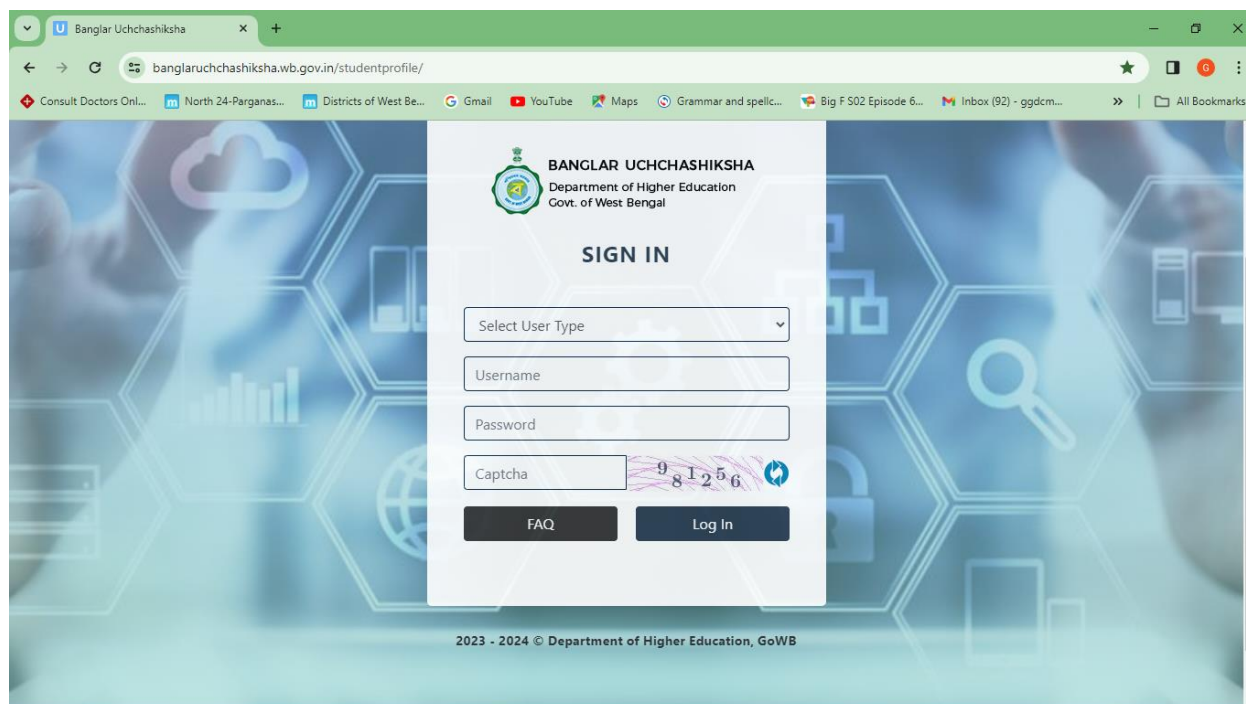 Banglar Uchchashiksha
banglaruchchashiksha.wb.gov.in/studentprofile/
G
Consult Doctors Onl... North 24-Parganas... Districts of West Be... Gmail YouTube Maps Grammar and spellc... Big F S02 Episode 6... Inbox (92) - ggdcm... » All Bookmarks
BANGLAR UCHCHASHIKSHA
Department of Higher Education
Govt. of West Bengal
SIGN IN
Select User Type
Username
Password
Captcha 981256
FAQ Log In
2023 - 2024 © Department of Higher Education, GoWB